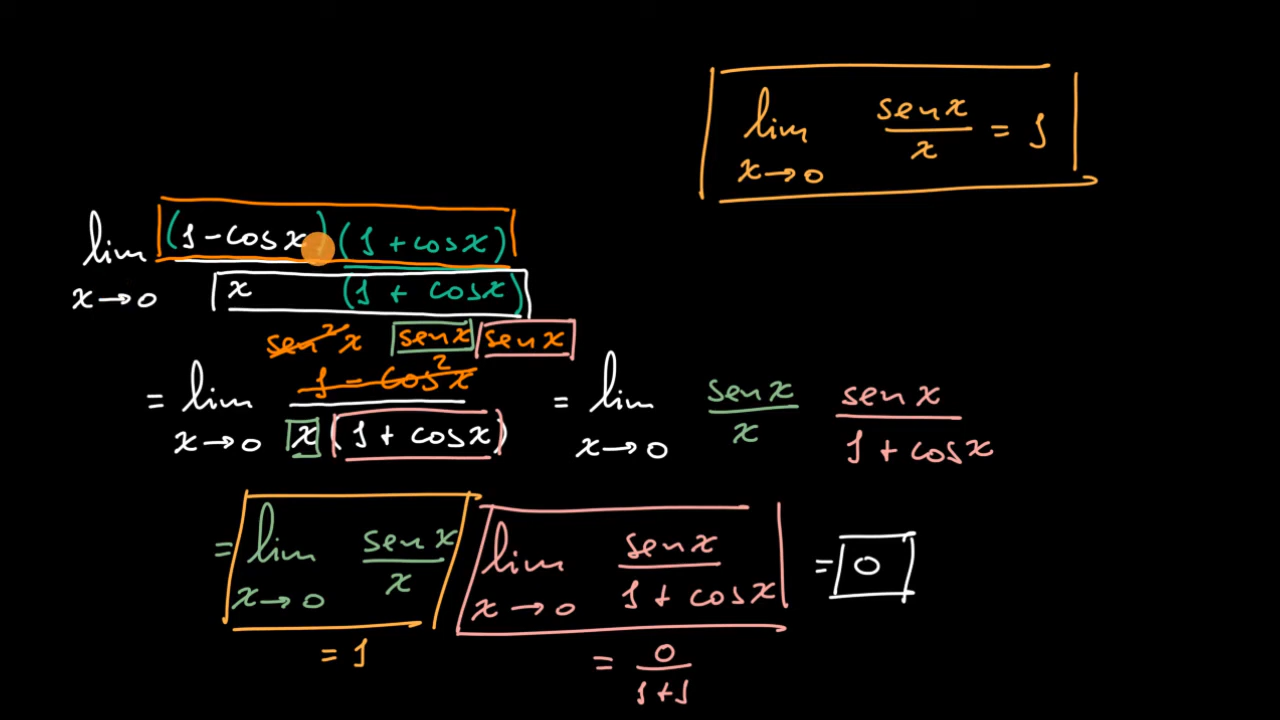 lim x→0 sen x / x = 1
lim x→0 (1 - cos x) (1 + cos x) / x (1 + cos x)
sen² x sen x sen x
= lim x→0 1 - cos² x / x (1 + cos x) = lim x→0 sen x / x sen x / 1 + cos x
= lim x→0 sen x / x lim x→0 sen x / 1 + cos x = 0
= 1 = 0 / 1+1